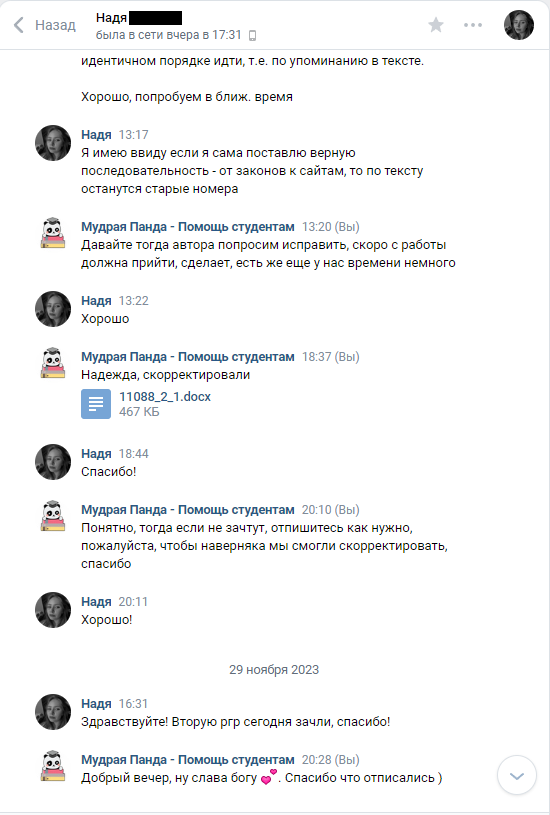 Назад
Надя
была в сети вчера в 17:31
идентичном порядке идти, т.е. по упоминанию в тексте.
Хорошо, попробуем в ближ. время
Надя 13:17
Я имею ввиду если я сама поставлю верную
последовательность - от законов к сайтам, то по тексту
останутся старые номера
Мудрая Панда - Помощь студентам 13:20 (Вы)
Давайте тогда автора попросим исправить, скоро с работы
должна прийти, сделает, есть же еще у нас времени немного
Надя 13:22
Хорошо
Мудрая Панда - Помощь студентам 18:37 (Вы)
Надежда, скорректировали
11088_2_1.docx
467 КБ
Надя 18:44
Спасибо!
Мудрая Панда - Помощь студентам 20:10 (Вы)
Понятно, тогда если не зачтут, отпишитесь как нужно,
пожалуйста, чтобы наверняка мы смогли скорректировать,
спасибо
Надя 20:11
Хорошо!
29 ноября 2023
Надя 16:31
Здравствуйте! Вторую ргр сегодня зачли, спасибо!
Мудрая Панда - Помощь студентам 20:28 (Вы)
Добрый вечер, ну слава богу 💕. Спасибо что отписались )